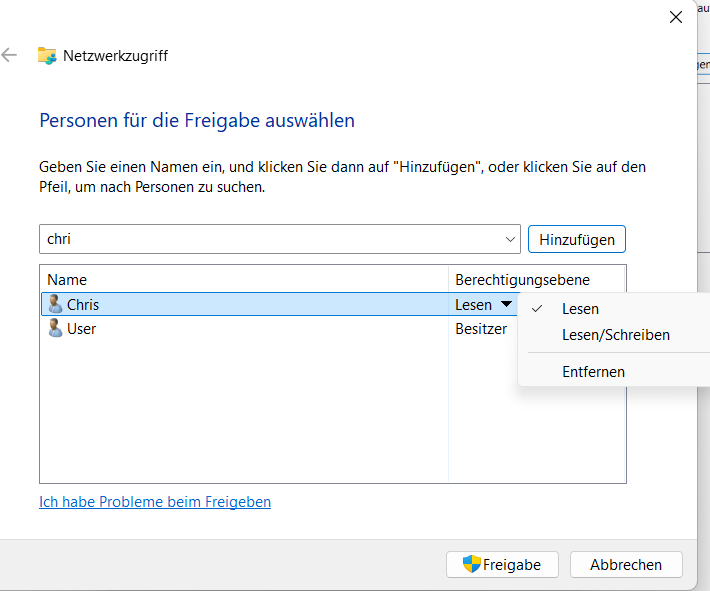 au
Netzwerkzugriff
Personen für die Freigabe auswählen
Geben Sie einen Namen ein, und klicken Sie dann auf "Hinzufügen", oder klicken Sie auf den
Pfeil, um nach Personen zu suchen.
chri
Hinzufügen
Name Berechtigungsebene
Chris Lesen
User Besitzer
Lesen
Lesen/Schreiben
Entfernen
Ich habe Probleme beim Freigeben
Freigabe Abbrechen